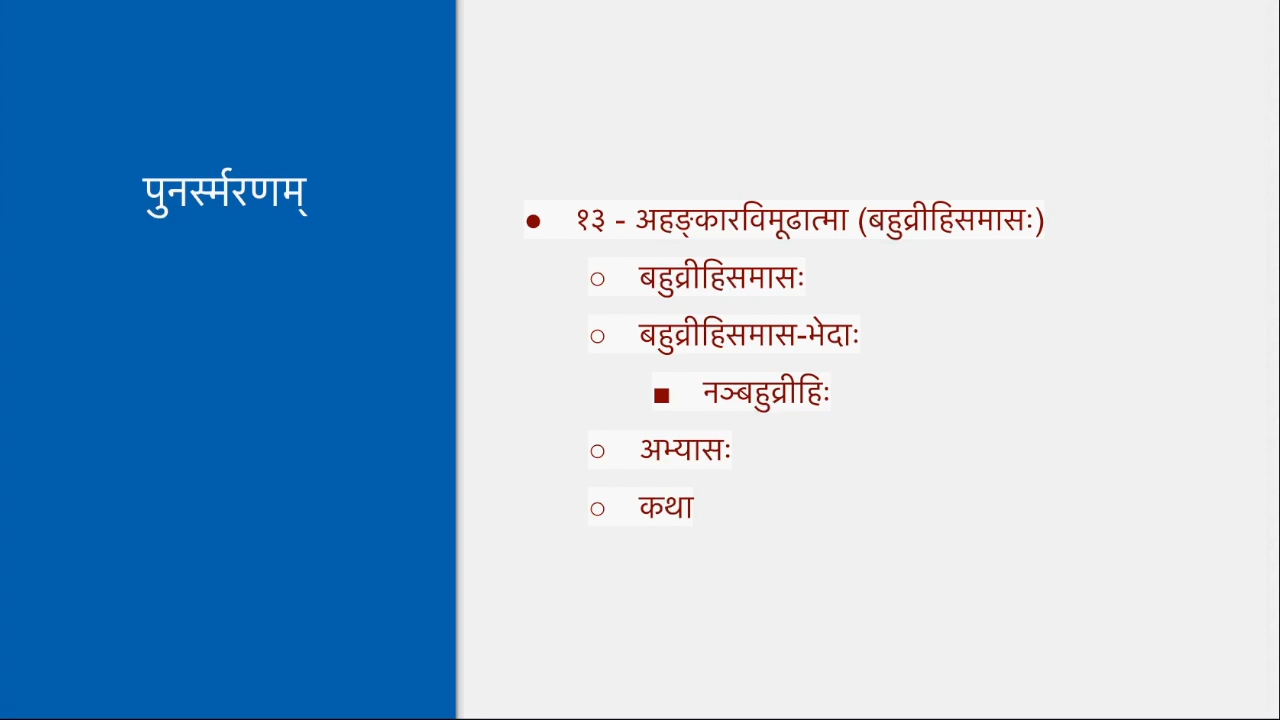 पुनर्स्मरणम्
● १३ - अहङ्कारविमूढात्मा (बहुव्रीहिसमासः)
○ बहुव्रीहिसमासः
○ बहुव्रीहिसमास-भेदाः
■ नञ्बहुव्रीहिः
○ अभ्यासः
○ कथा